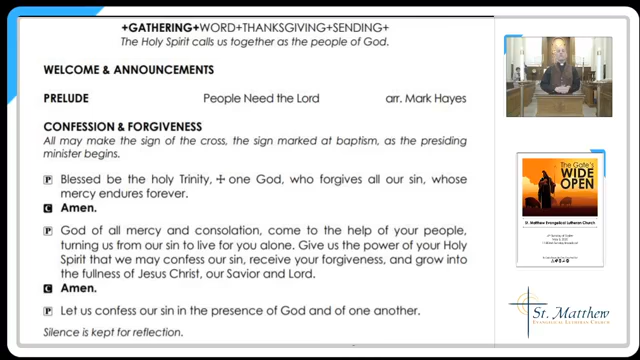 +GATHERING+WORD+THANKSGIVING+SENDING+
The Holy Spirit calls us together as the people of God.
WELCOME & ANNOUNCEMENTS
PRELUDE People Need the Lord arr. Mark Hayes
CONFESSION & FORGIVENESS
All may make the sign of the cross, the sign marked at baptism, as the presiding
minister begins.
P Blessed be the holy Trinity, ☩ one God, who forgives all our sin, whose
mercy endures forever.
C Amen.
P God of all mercy and consolation, come to the help of your people,
turning us from our sin to live for you alone. Give us the power of your Holy
Spirit that we may confess our sin, receive your forgiveness, and grow into
the fullness of Jesus Christ, our Savior and Lord.
C Amen.
P Let us confess our sin in the presence of God and of one another.
Silence is kept for reflection.
The Gate's
WIDE
OPEN
St. Matthew Evangelical Lutheran Church
St. Matthew
EVANGELICAL LUTHERAN CHURCH